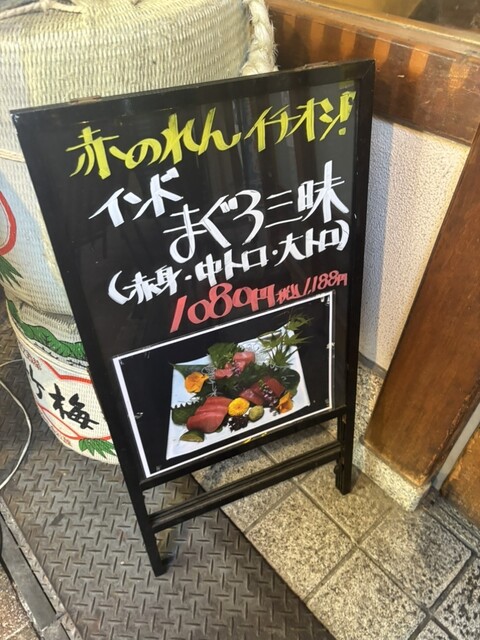 赤のれんイチオシ!
インド
まぐろ三昧
(赤身・中トロ・大トロ)
1080円税込1,188円
梅